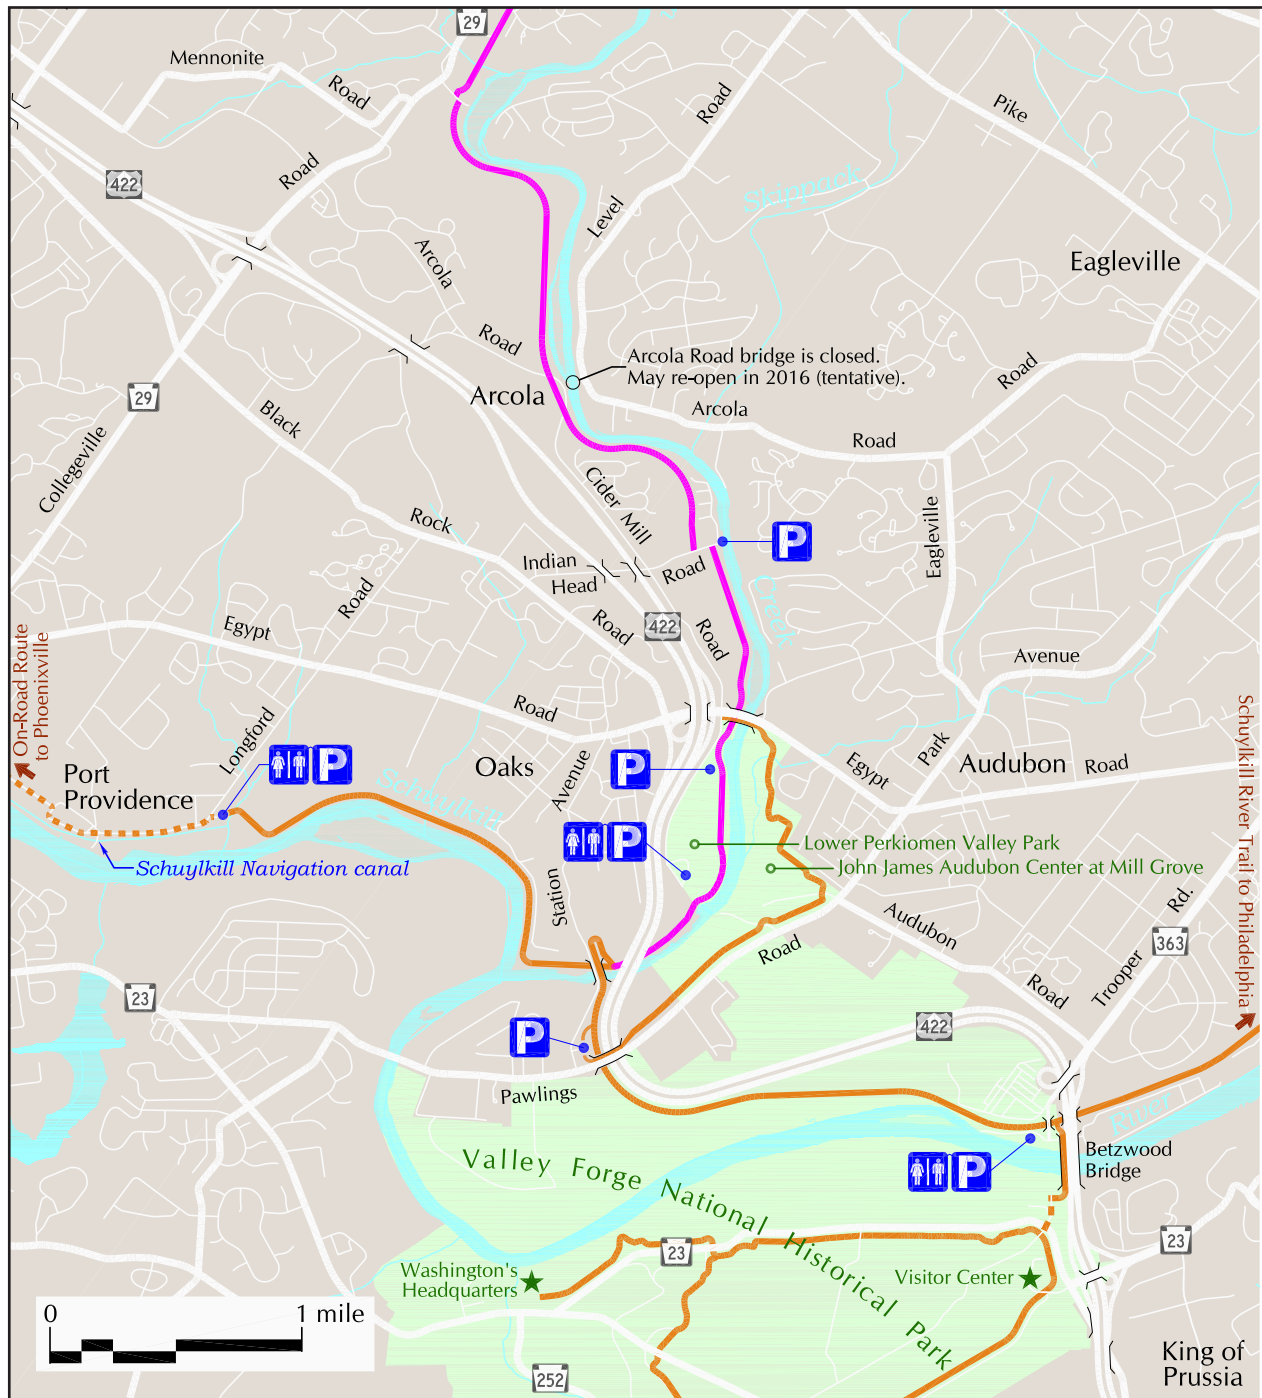 29
Mennonite
Road
Road
Pike
422
Road
Skippack
Level
Arcola
Eagleville
Road
Arcola Road bridge is closed.
May re-open in 2016 (tentative).
Road
29
Arcola
Arcola
Black
Road
Collegeville
Cider Mill
Rock
Eagleville
P
Indian
Head
Road
Creek
Road
Egypt
Road
422
Road
Avenue
On-Road Route
to Phoenixville
Road
Longford
Park
Port
Providence
P
Schuylkill
Oaks
Avenue
P
Egypt
Audubon
Road
Schuylkill River Trail to Philadelphia
P
Lower Perkiomen Valley Park
John James Audubon Center at Mill Grove
Schuylkill Navigation canal
Station
Audubon
Rd.
363
Road
Trooper
Road
23
P
422
Pawlings
River
Betzwood
Bridge
P
Valley Forge National Historical Park
23
23
Washington's
Headquarters
Visitor Center
0 1 mile
King of
Prussia
252